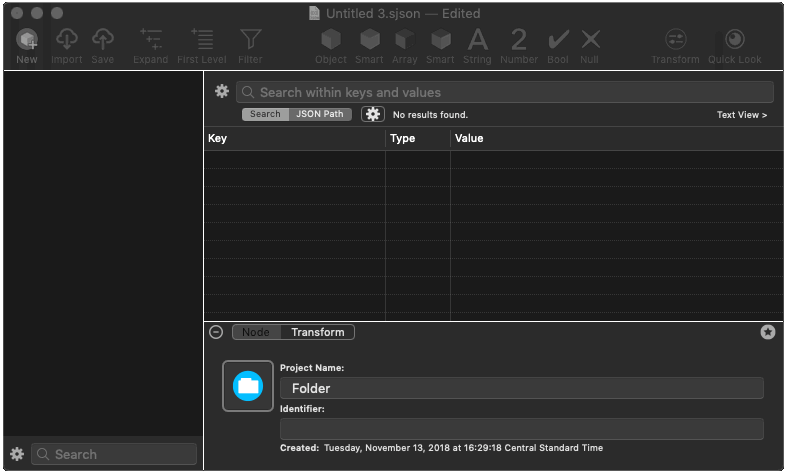 Untitled 3.sjson — Edited
New Import Save Expand First Level Filter Object Smart Array Smart String Number Bool Null Transform Quick Look
Search within keys and values
Search JSON Path No results found. Text View >
Key Type Value
Node Transform
Project Name:
Folder
Identifier:
Created: Tuesday, November 13, 2018 at 16:29:18 Central Standard Time
Search